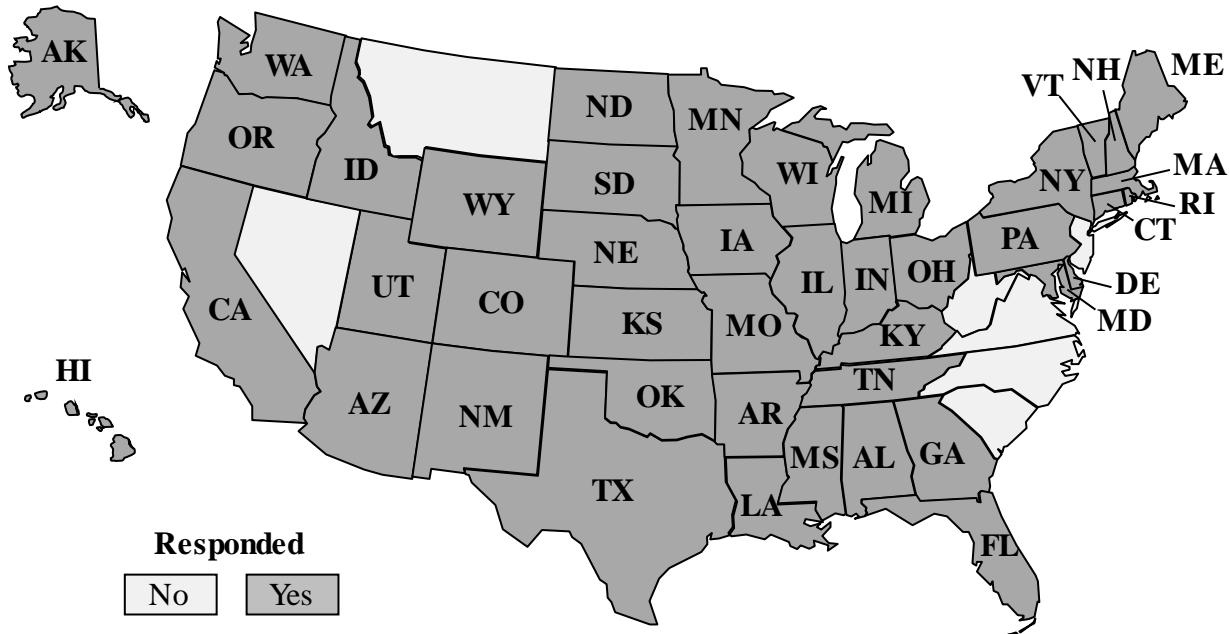 AK
WA
OR
ID
ND
MN
WI
MI
VT
NH
ME
NY
MA
RI
CT
SD
WY
NE
IA
PA
OH
IN
IL
DE
MD
UT
CO
KS
MO
KY
CA
HI
AZ
NM
OK
AR
TN
MS
AL
GA
TX
LA
FL
Responded
No
Yes